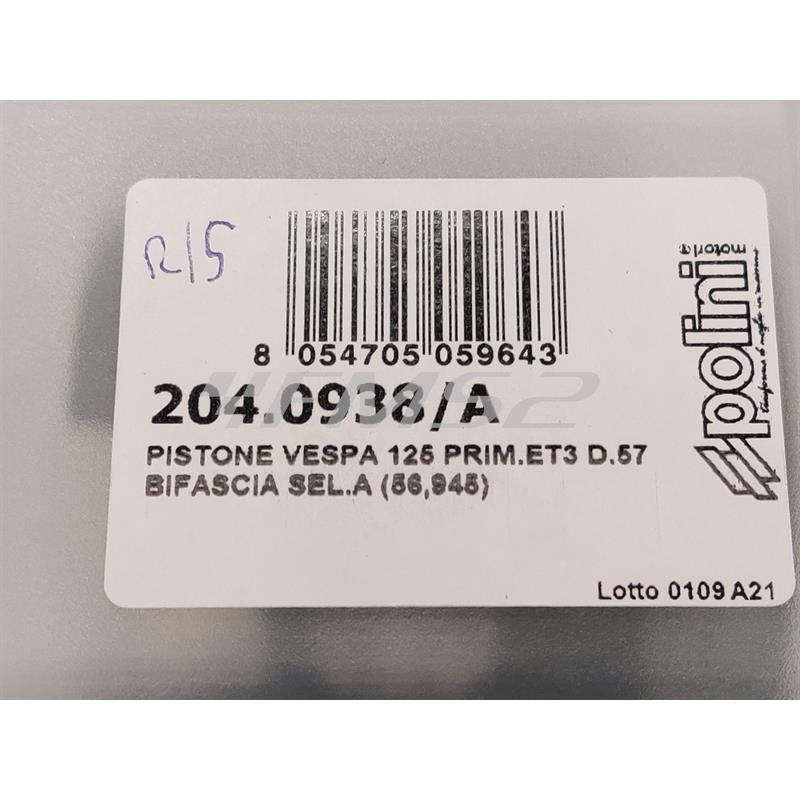 R/5
8 054705 059643
204.0938/A
PISTONE VESPA 125 PRIM.ET3 D.57
BIFASCIA SEL.A (56,945)
Lotto 0109 A21
polini
motori